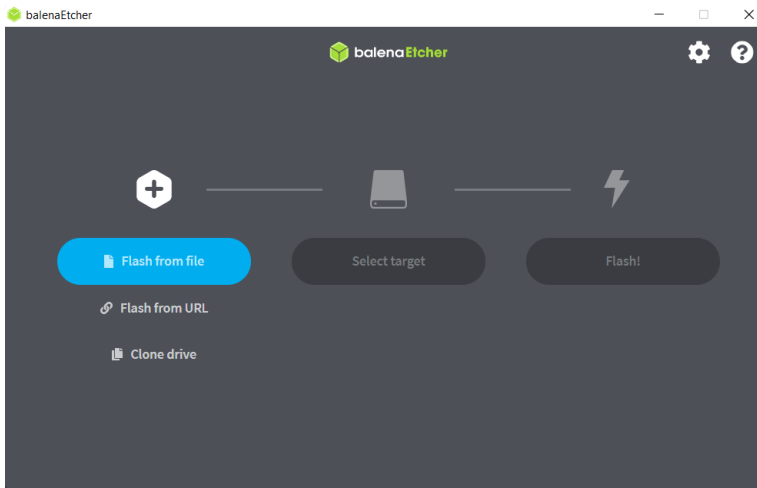 balenaEtcher
balenaEtcher
Flash from file
Select target
Flash!
Flash from URL
Clone drive